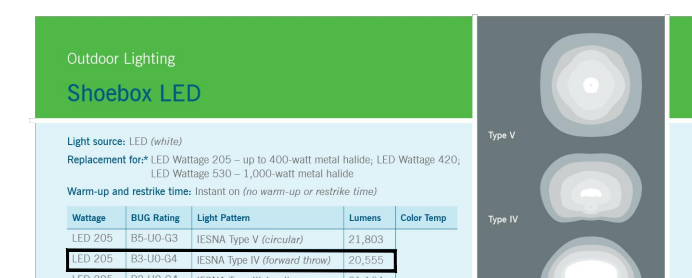 Outdoor Lighting
Shoebox LED
Light source: LED (white)
Replacement for:* LED Wattage 205 – up to 400-watt metal halide; LED Wattage 420;
LED Wattage 530 – 1,000-watt metal halide
Warm-up and restrike time: Instant on (no warm-up or restrike time)
Wattage BUG Rating Light Pattern Lumens Color Temp
LED 205 B5-U0-G3 IESNA Type V (circular) 21,803
LED 205 B3-U0-G4 IESNA Type IV (forward throw) 20,555
LED 205
Type V
Type IV